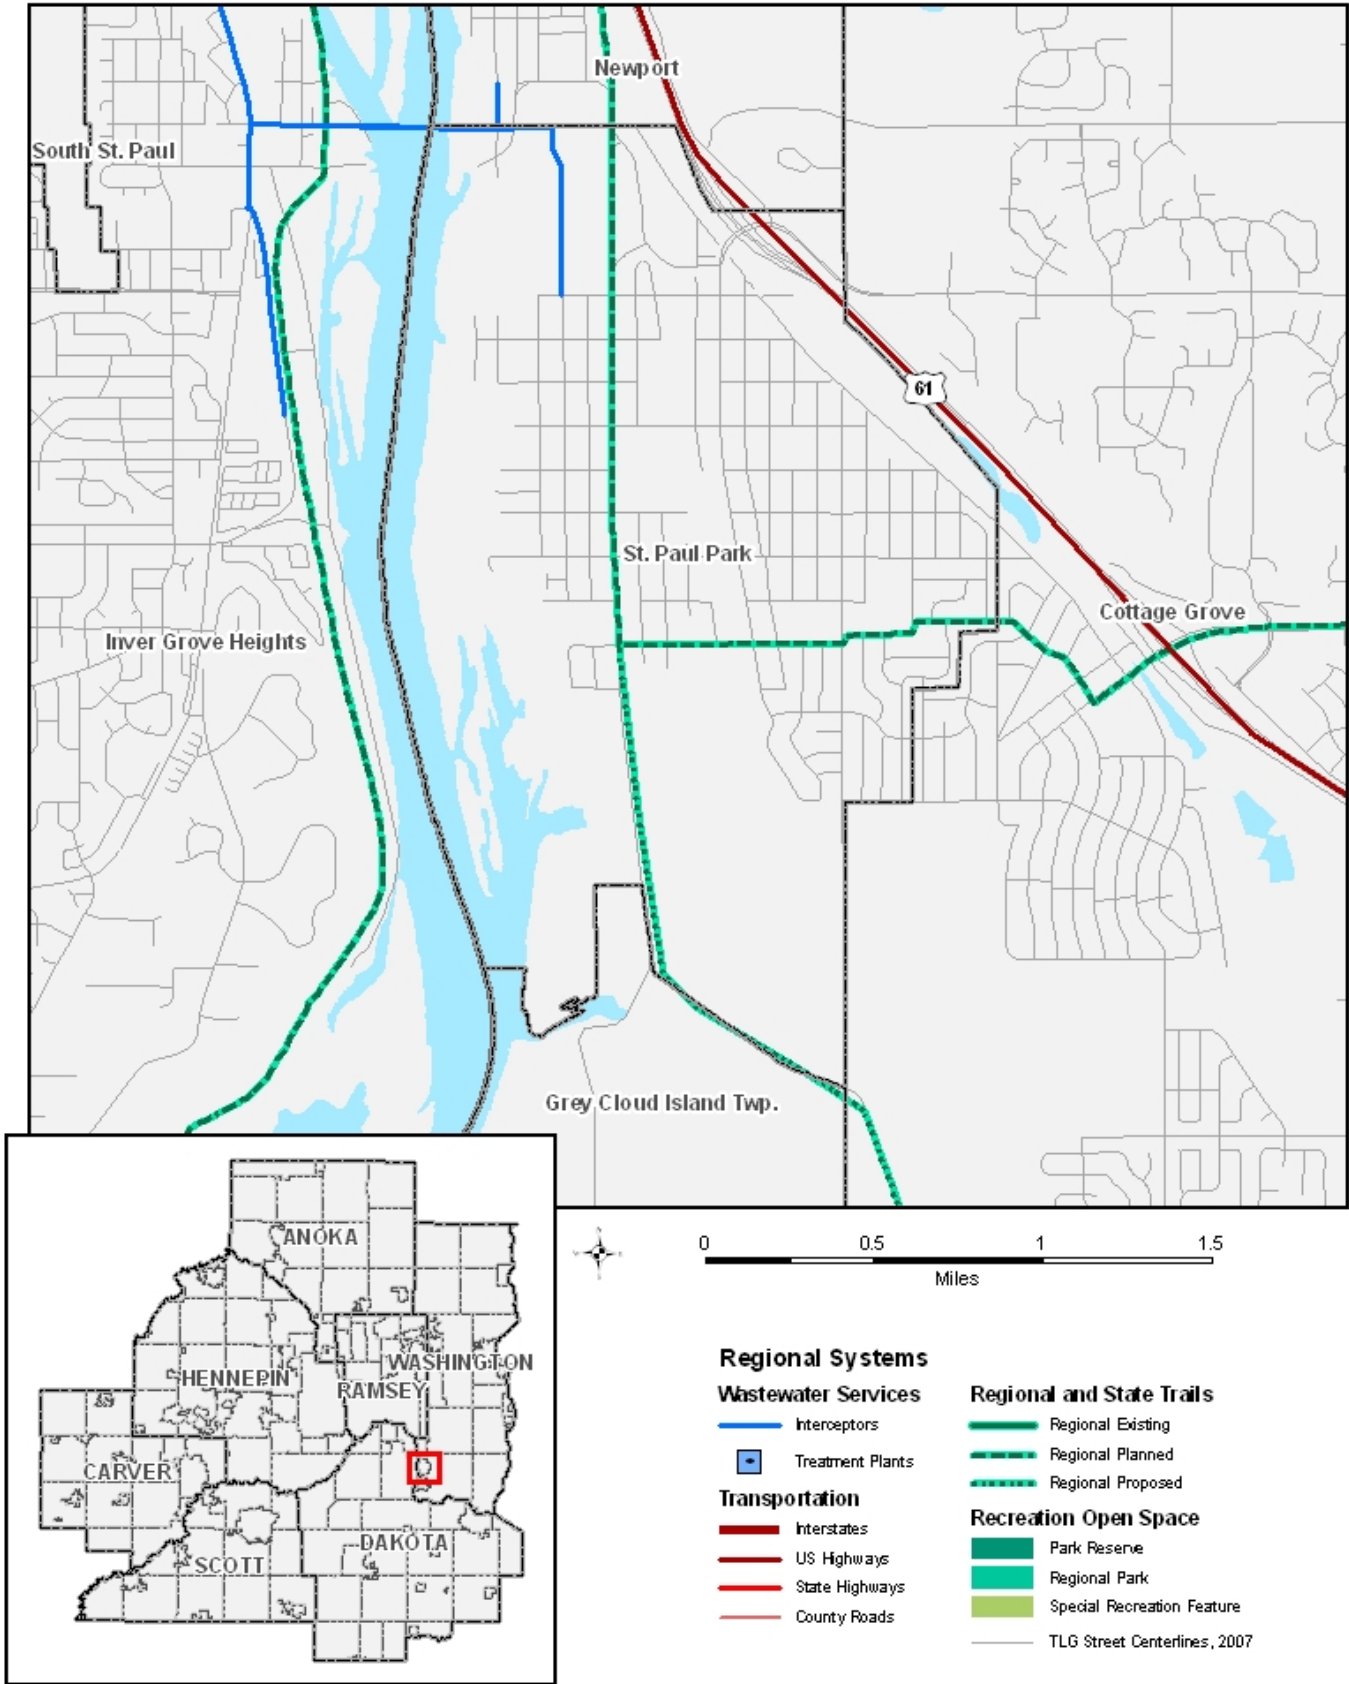 Newport
South St. Paul
61
St. Paul Park
Cottage Grove
Inver Grove Heights
Grey Cloud Island Twp.
ANOKA
HENNEPIN
WASHINGTON
RAMSEY
CARVER
SCOTT
DAKOTA
0 0.5 1 1.5
Miles
Regional Systems
Wastewater Services
Interceptors
Treatment Plants
Transportation
Interstates
US Highways
State Highways
County Roads
Regional and State Trails
Regional Existing
Regional Planned
Regional Proposed
Recreation Open Space
Park Reserve
Regional Park
Special Recreation Feature
TLG Street Centerlines, 2007